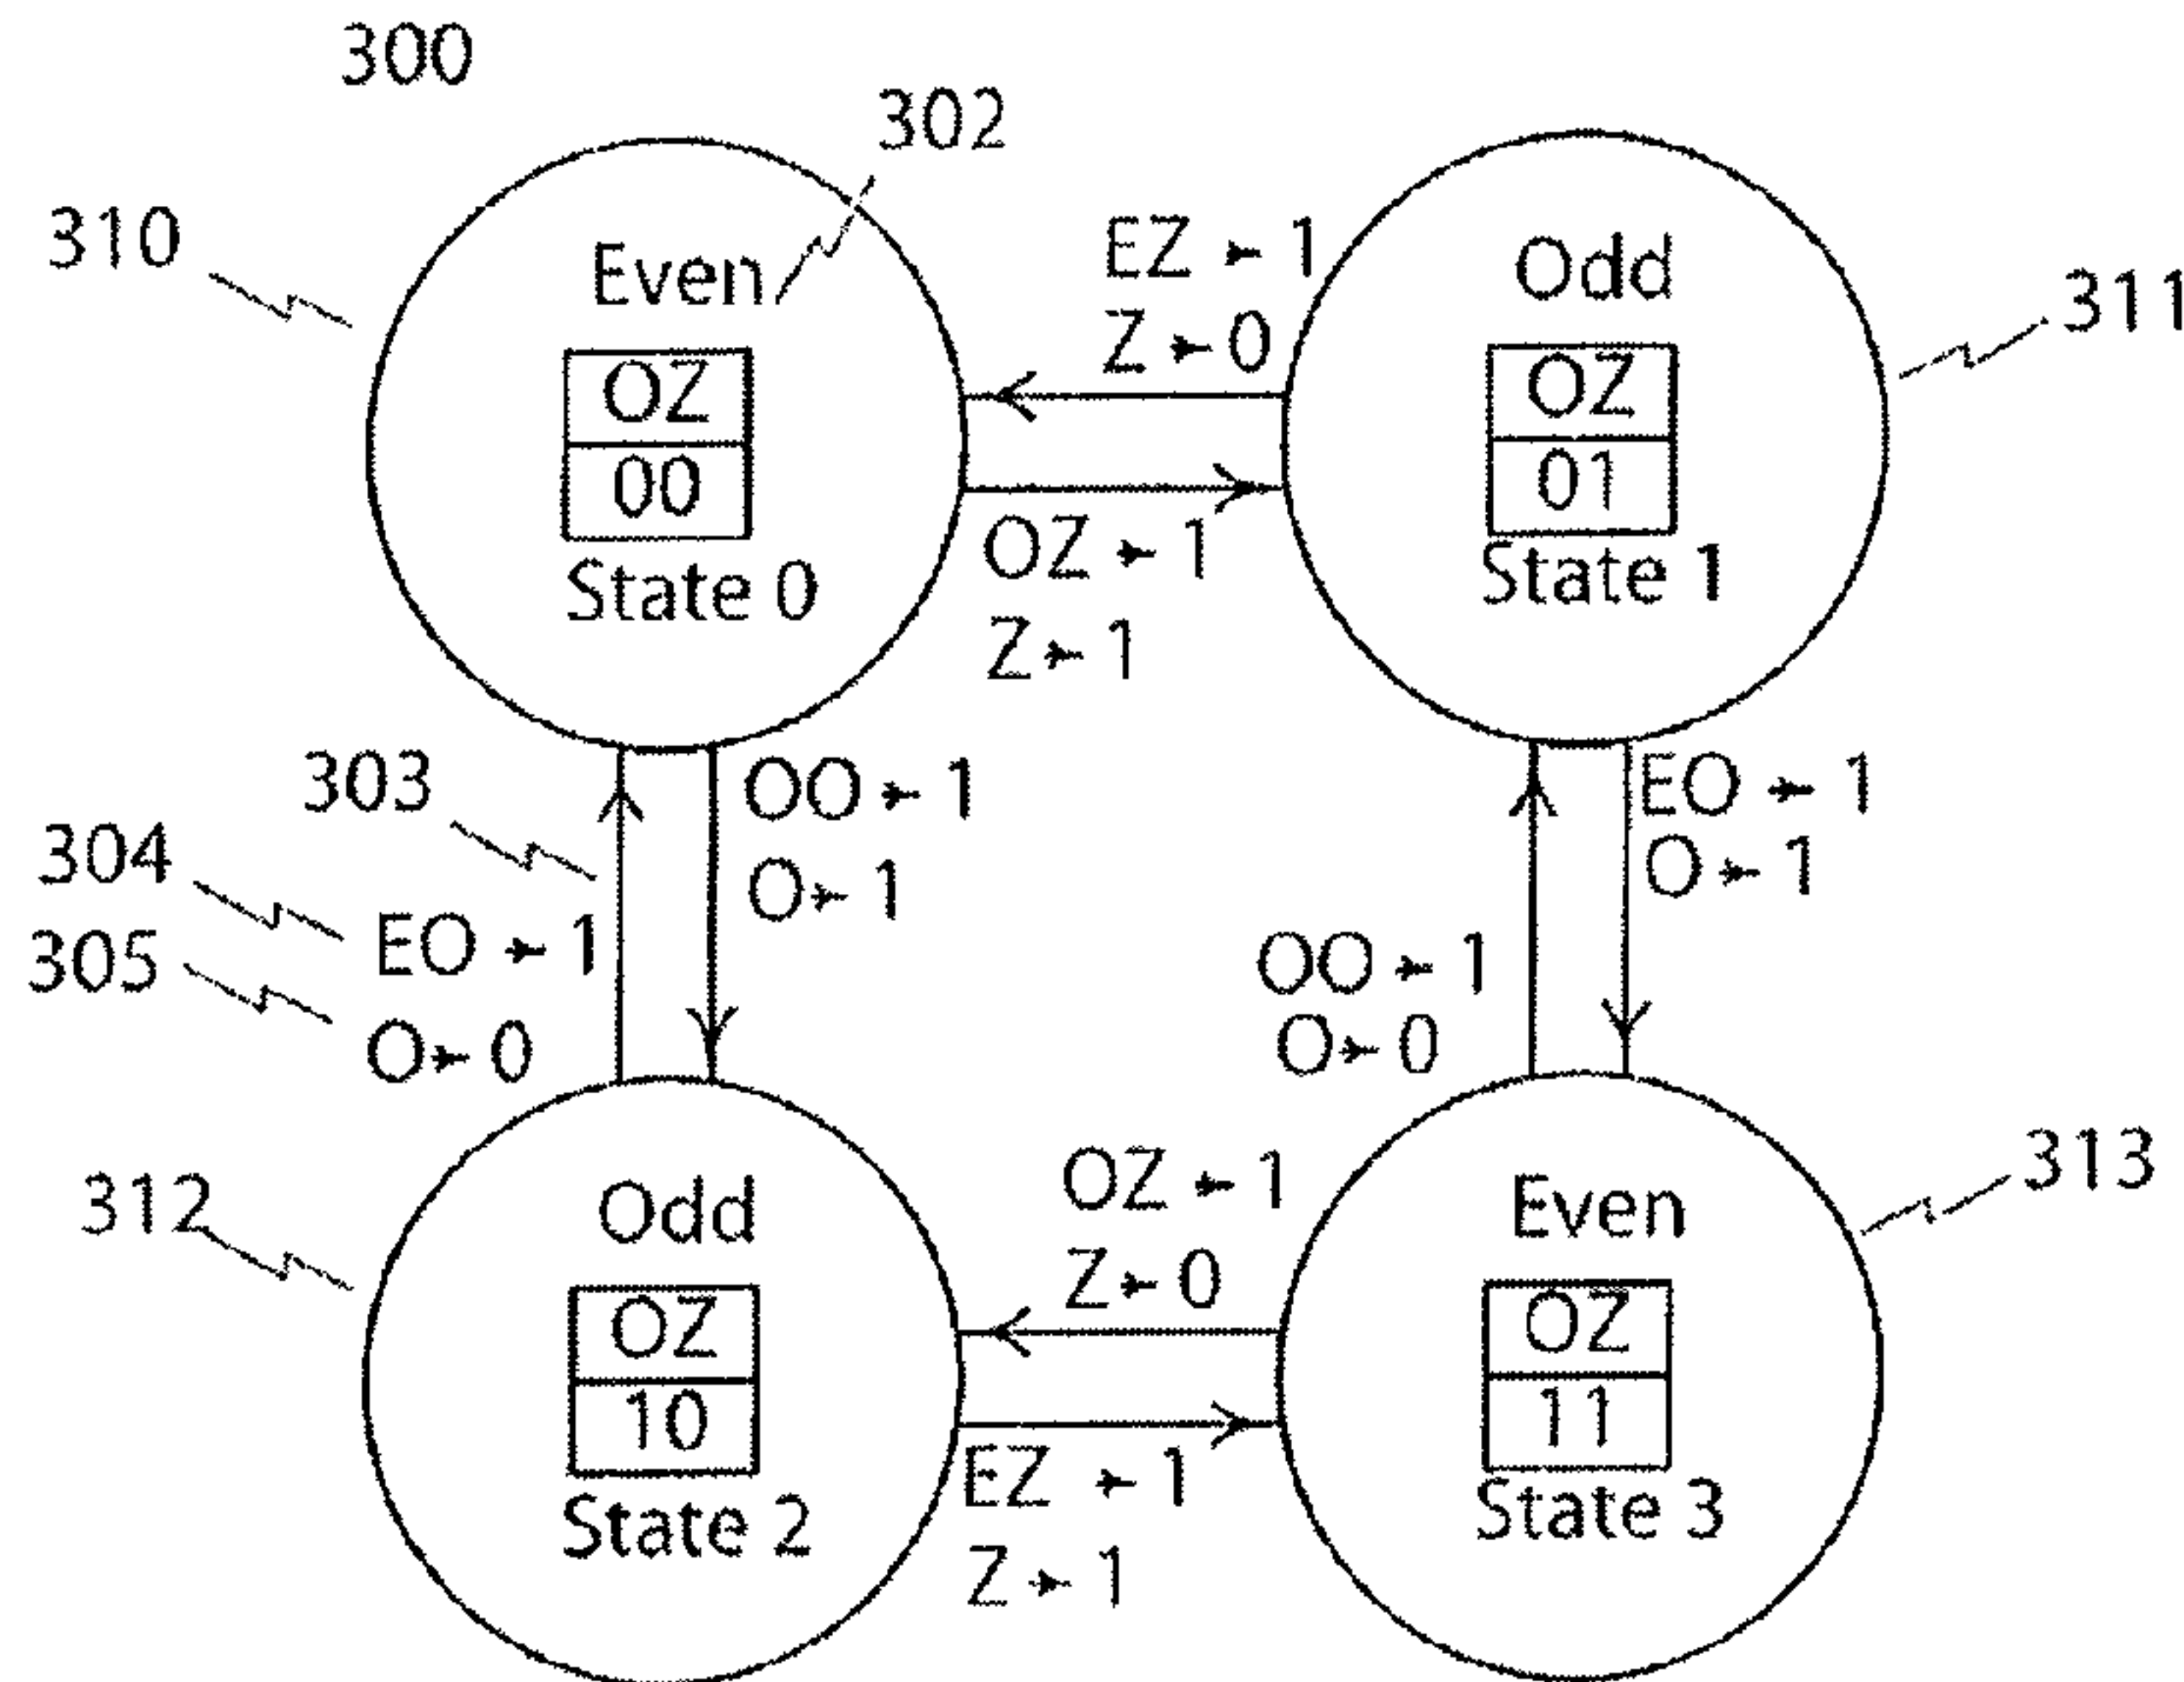 300
302
310
Even
OZ
00
State 0
EZ → 1
Z → 0
OZ → 1
Z → 1
Odd
OZ
01
State 1
311
303
304
305
EO → 1
O → 0
OO → 1
O → 1
OO → 1
O → 0
EO → 1
O → 1
312
Odd
OZ
10
State 2
OZ → 1
Z → 0
EZ → 1
Z → 1
Even
OZ
11
State 3
313